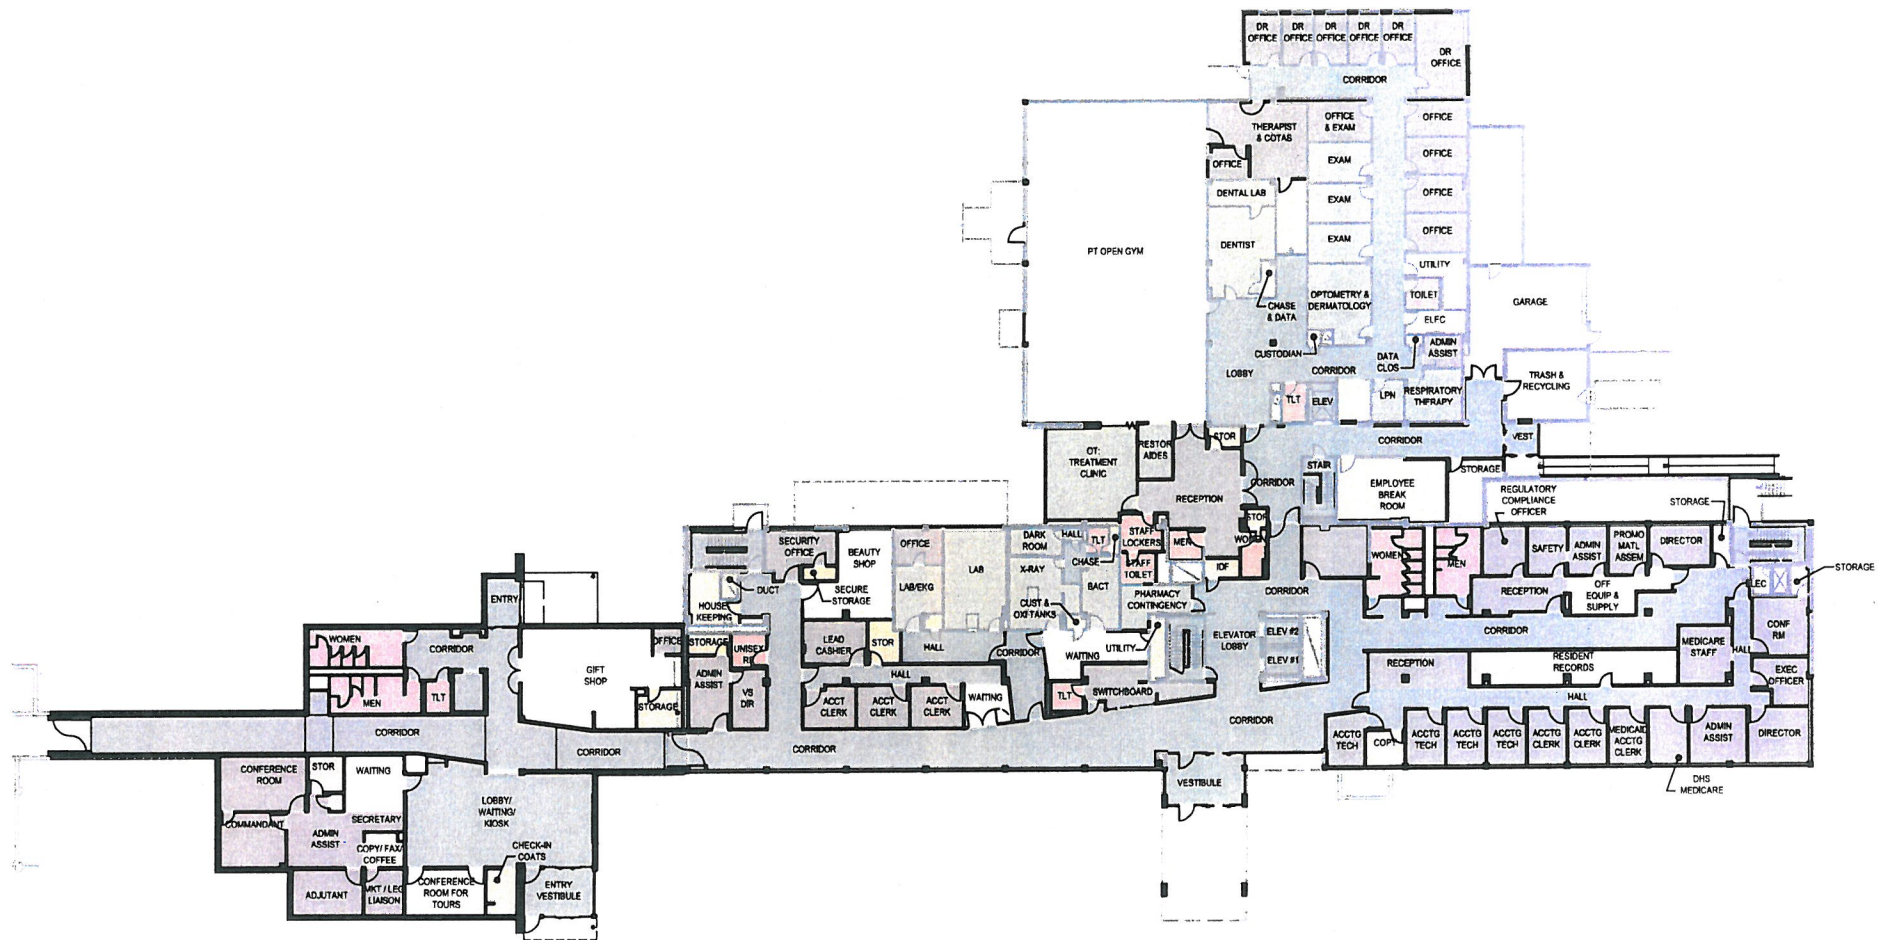 DR
OFFICE
DR
OFFICE
DR
OFFICE
DR
OFFICE
DR
OFFICE
DR
OFFICE
CORRIDOR
THERAPIST
& COTAS
OFFICE
& EXAM
OFFICE
OFFICE
EXAM
OFFICE
DENTAL LAB
EXAM
OFFICE
PT OPEN GYM
DENTIST
EXAM
OFFICE
UTILITY
TOILET
OPTOMETRY &
DERMATOLOGY
CHASE
& DATA
GARAGE
ELEC
CUSTODIAN
DATA
CLOS
ADMIN
ASSIST
LOBBY
CORRIDOR
TRASH &
RECYCLING
TLT
ELEV
LPN
RESPIRATORY
THERAPY
OT:
TREATMENT
CLINIC
RESTOR
AIDES
STOR
CORRIDOR
VEST
STAIR
STORAGE
RECEPTION
CORRIDOR
EMPLOYEE
BREAK
ROOM
REGULATORY
COMPLIANCE
OFFICER
STORAGE
STOR
SECURITY
OFFICE
BEAUTY
SHOP
OFFICE
LAB
DARK
ROOM
HALL
TLT
STAFF
LOCKERS
MEN
WOMEN
WOMEN
MEN
SAFETY
ADMIN
ASSIST
PROMO
MATL
ASSEM
DIRECTOR
X-RAY
CHASE
STAFF
TOILET
IDF
STORAGE
DUCT
SECURE
STORAGE
LAB/EKG
BACT
PHARMACY
CONTINGENCY
CORRIDOR
RECEPTION
OFF
EQUIP &
SUPPLY
ELEC
ENTRY
HOUSE
KEEPING
CUST &
OXI TANKS
WOMEN
CORRIDOR
OFFICE
STORAGE
UNISEX
RR
LEAD
CASHIER
STOR
HALL
CORRIDOR
WAITING
UTILITY
ELEVATOR
LOBBY
ELEV #2
ELEV #1
CORRIDOR
CONF
RM
MEDICARE
STAFF
HALL
GIFT
SHOP
ADMIN
ASSIST
VS
DIR
HALL
RECEPTION
RESIDENT
RECORDS
EXEC
OFFICER
MEN
TLT
STORAGE
ACCT
CLERK
ACCT
CLERK
ACCT
CLERK
WAITING
TLT
SWITCHBOARD
HALL
CORRIDOR
CORRIDOR
CORRIDOR
CORRIDOR
ACCTG
TECH
COPY
ACCTG
TECH
ACCTG
TECH
ACCTG
TECH
ACCTG
CLERK
ACCTG
CLERK
MEDICAID
ACCTG
CLERK
ADMIN
ASSIST
DIRECTOR
CONFERENCE
ROOM
STOR
WAITING
VESTIBULE
DHS
MEDICARE
LOBBY/
WAITING/
KIOSK
COMMANDANT
ADMIN
ASSIST
SECRETARY
COPY/ FAX/
COFFEE
CHECK-IN
COATS
ADJUTANT
MKT / LEG
LIAISON
CONFERENCE
ROOM FOR
TOURS
ENTRY
VESTIBULE